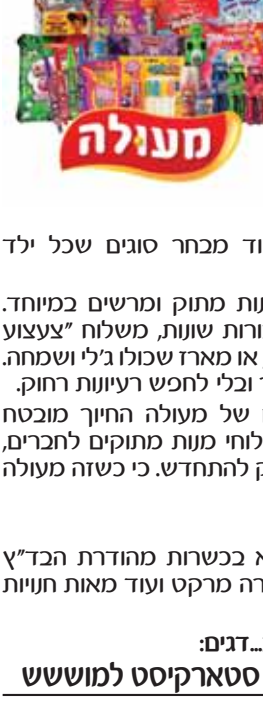 מעולה
וד מבחר סוגים שכל ילד
נות מתוק ומרשים במיוחד.
ורות שונות, משלוח "צעצוע
או מארז שכולו ג'לי ושמחה.
ובלי לחפש רעיונות רחוק.
של מעולה החיוך מובטח
לוחי מנות מתוקים לחברים,
ק להתחדש. כי כשזה מעולה
א בכשרות מהודרת הבד"ץ
רה מרקט ועוד מאות חנויות
...דגים:
סטארקיסט למוששש